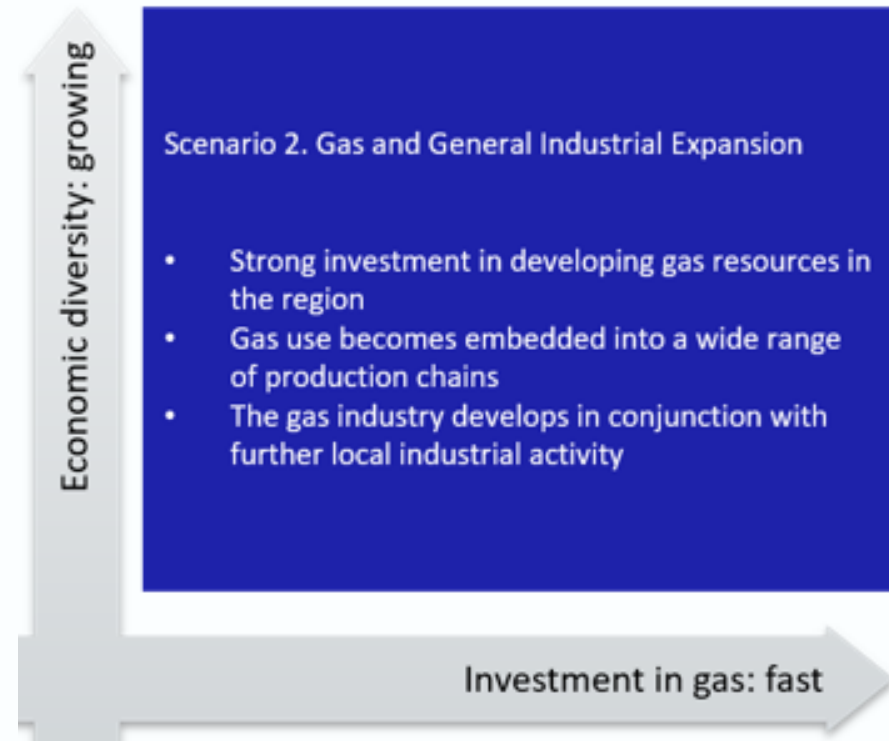 Economic diversity: growing
Scenario 2. Gas and General Industrial Expansion
• Strong investment in developing gas resources in
the region
• Gas use becomes embedded into a wide range
of production chains
• The gas industry develops in conjunction with
further local industrial activity
Investment in gas: fast